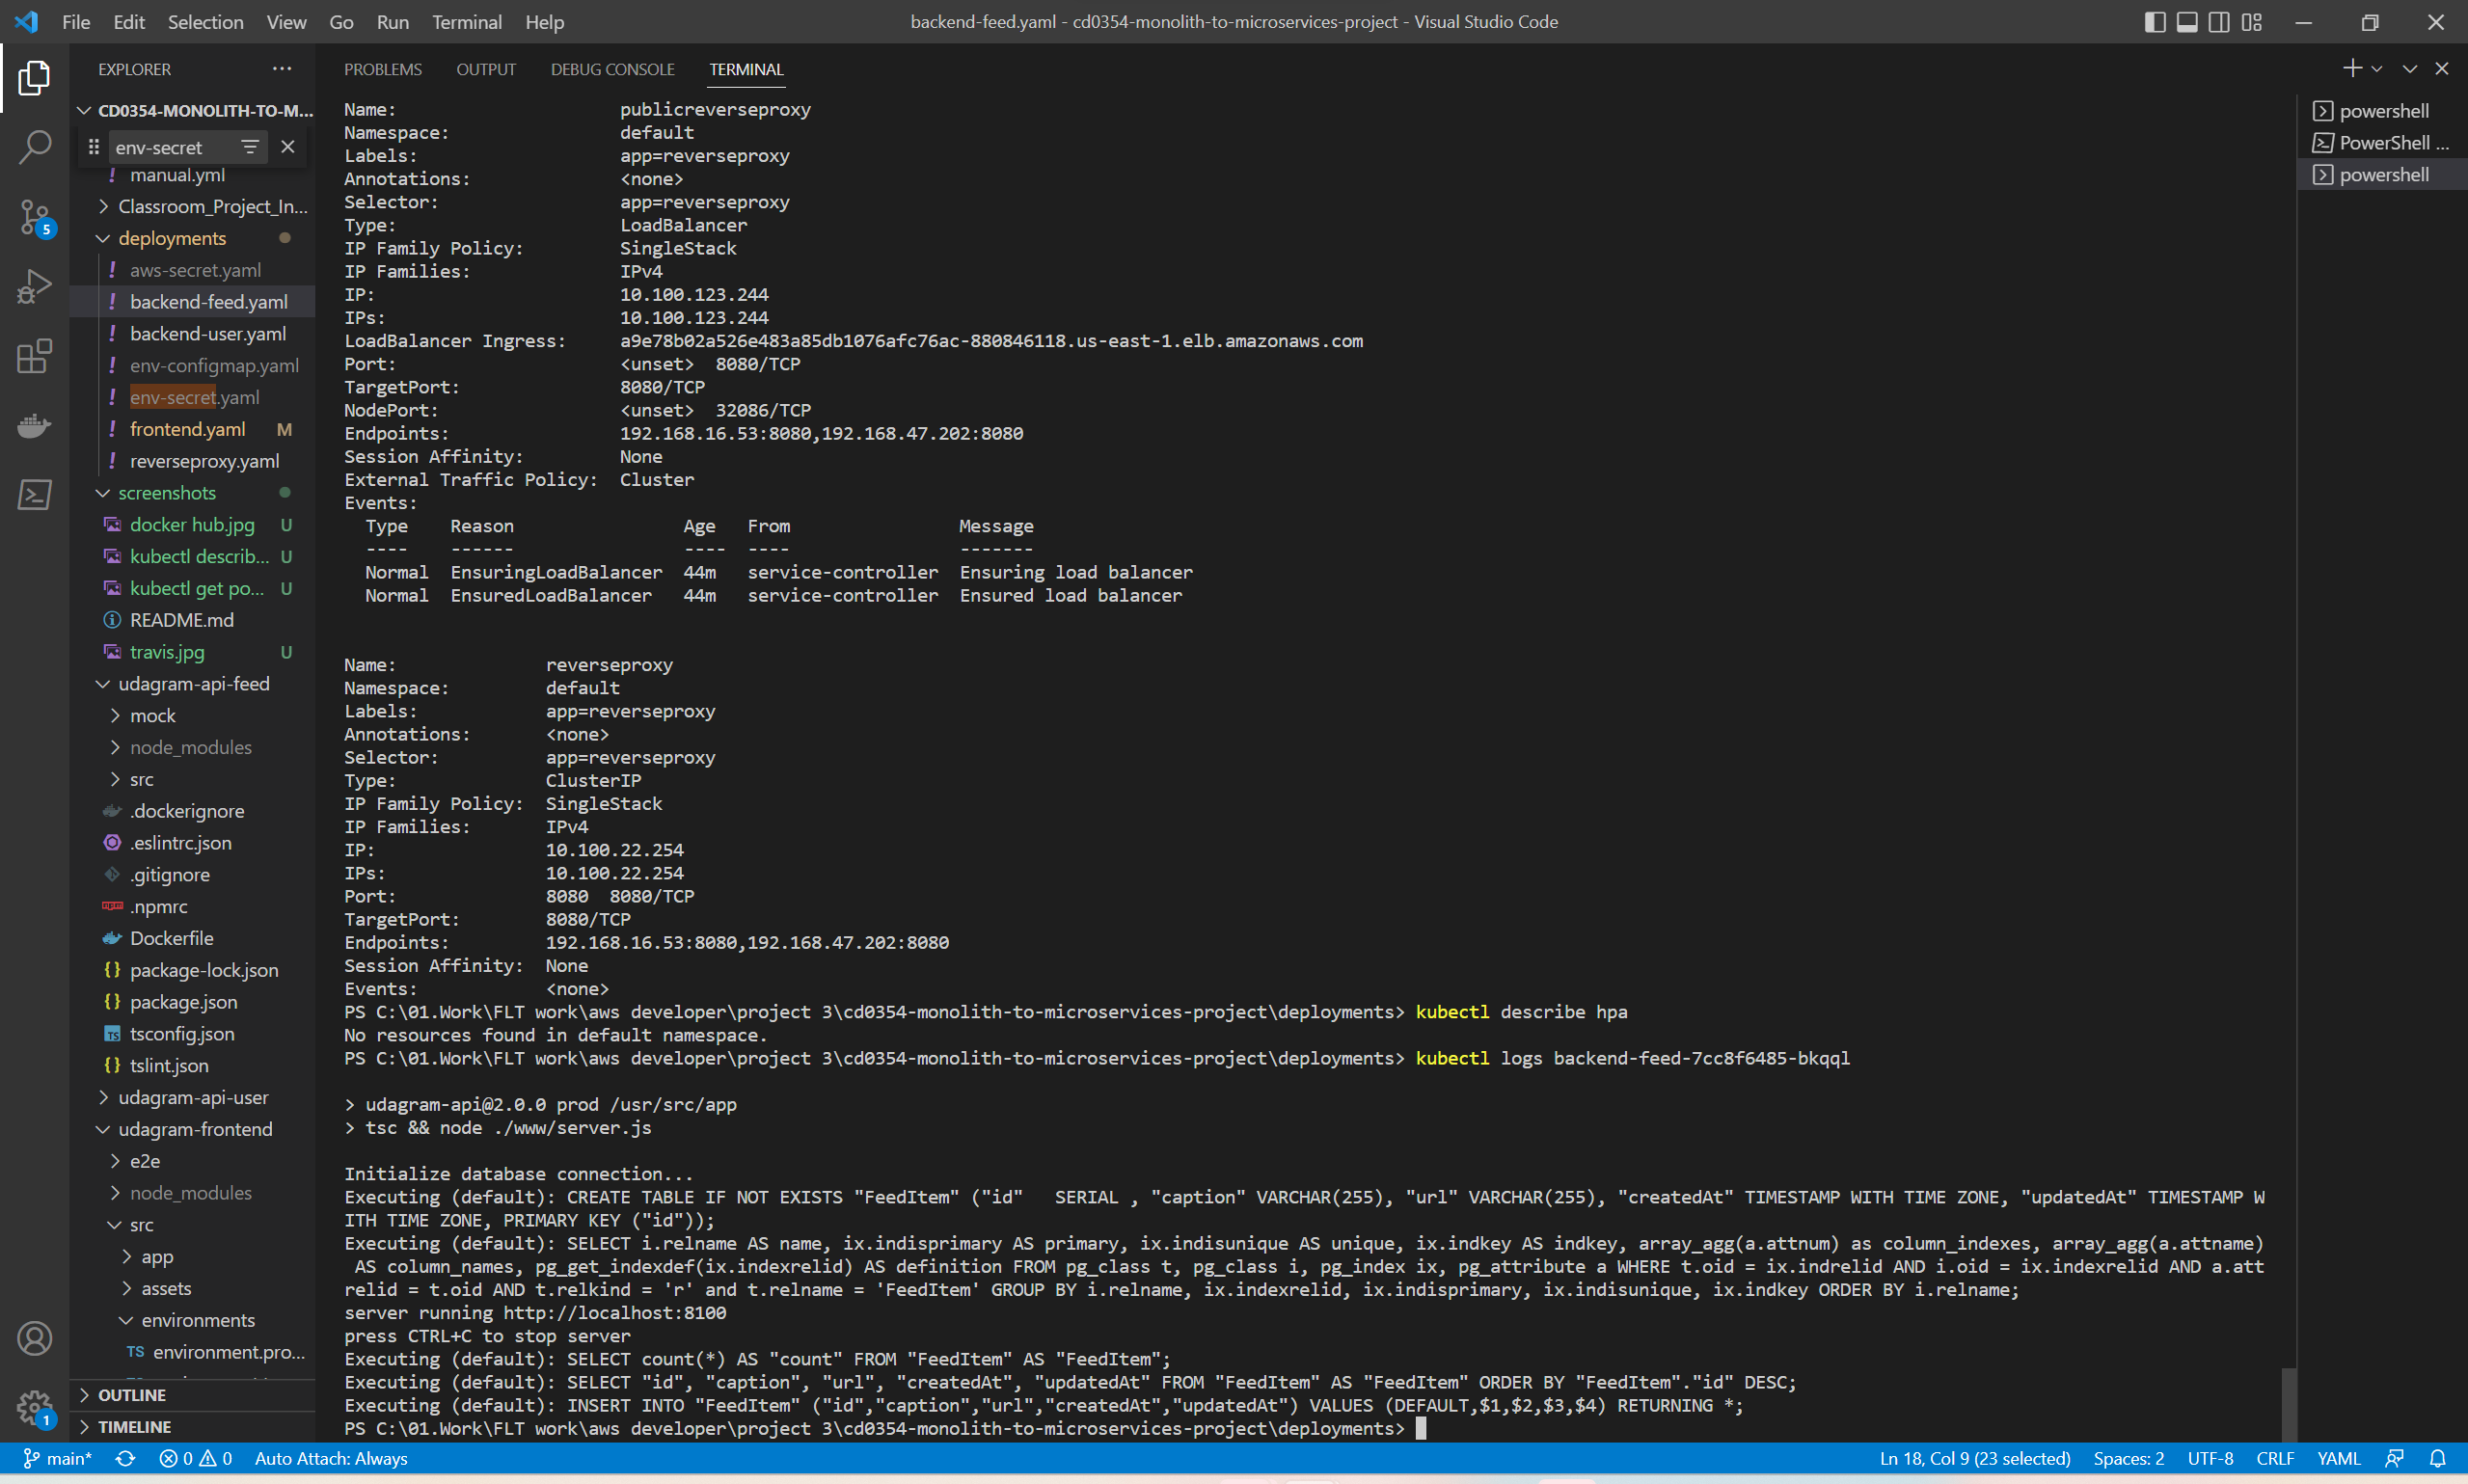 File Edit Selection View Go Run Terminal Help
backend-feed.yaml - cd0354-monolith-to-microservices-project - Visual Studio Code
EXPLORER
CD0354-MONOLITH-TO-M...
env-secret
manual.yml
Classroom_Project_In...
deployments
aws-secret.yaml
backend-feed.yaml
backend-user.yaml
env-configmap.yaml
env-secret.yaml
frontend.yaml M
reverseproxy.yaml
screenshots
docker hub.jpg U
kubectl describ... U
kubectl get po... U
README.md
travis.jpg U
udagram-api-feed
mock
node_modules
src
.dockerignore
.eslintrc.json
.gitignore
.npmrc
Dockerfile
package-lock.json
package.json
tsconfig.json
tslint.json
udagram-api-user
udagram-frontend
e2e
node_modules
src
app
assets
environments
TS environment.pro...
OUTLINE
TIMELINE
5
1
PROBLEMS OUTPUT DEBUG CONSOLE TERMINAL
Name: publicreverseproxy
Namespace: default
Labels: app=reverseproxy
Annotations: <none>
Selector: app=reverseproxy
Type: LoadBalancer
IP Family Policy: SingleStack
IP Families: IPv4
IP: 10.100.123.244
IPs: 10.100.123.244
LoadBalancer Ingress: a9e78b02a526e483a85db1076afc76ac-880846118.us-east-1.elb.amazonaws.com
Port: <unset> 8080/TCP
TargetPort: 8080/TCP
NodePort: <unset> 32086/TCP
Endpoints: 192.168.16.53:8080,192.168.47.202:8080
Session Affinity: None
External Traffic Policy: Cluster
Events:
Type Reason Age From Message
---- ------ ---- ---- -------
Normal EnsuringLoadBalancer 44m service-controller Ensuring load balancer
Normal EnsuredLoadBalancer 44m service-controller Ensured load balancer
Name: reverseproxy
Namespace: default
Labels: app=reverseproxy
Annotations: <none>
Selector: app=reverseproxy
Type: ClusterIP
IP Family Policy: SingleStack
IP Families: IPv4
IP: 10.100.22.254
IPs: 10.100.22.254
Port: 8080 8080/TCP
TargetPort: 8080/TCP
Endpoints: 192.168.16.53:8080,192.168.47.202:8080
Session Affinity: None
Events: <none>
PS C:\01.Work\FLT work\aws developer\project 3\cd0354-monolith-to-microservices-project\deployments> kubectl describe hpa
No resources found in default namespace.
PS C:\01.Work\FLT work\aws developer\project 3\cd0354-monolith-to-microservices-project\deployments> kubectl logs backend-feed-7cc8f6485-bkqql
> udagram-api@2.0.0 prod /usr/src/app
> tsc && node ./www/server.js
Initialize database connection...
Executing (default): CREATE TABLE IF NOT EXISTS "FeedItem" ("id" SERIAL , "caption" VARCHAR(255), "url" VARCHAR(255), "createdAt" TIMESTAMP WITH TIME ZONE, "updatedAt" TIMESTAMP W
ITH TIME ZONE, PRIMARY KEY ("id"));
Executing (default): SELECT i.relname AS name, ix.indisprimary AS primary, ix.indisunique AS unique, ix.indkey AS indkey, array_agg(a.attnum) as column_indexes, array_agg(a.attname)
AS column_names, pg_get_indexdef(ix.indexrelid) AS definition FROM pg_class t, pg_class i, pg_index ix, pg_attribute a WHERE t.oid = ix.indrelid AND i.oid = ix.indexrelid AND a.att
relid = t.oid AND t.relkind = 'r' and t.relname = 'FeedItem' GROUP BY i.relname, ix.indexrelid, ix.indisprimary, ix.indisunique, ix.indkey ORDER BY i.relname;
server running http://localhost:8100
press CTRL+C to stop server
Executing (default): SELECT count(*) AS "count" FROM "FeedItem" AS "FeedItem";
Executing (default): SELECT "id", "caption", "url", "createdAt", "updatedAt" FROM "FeedItem" AS "FeedItem" ORDER BY "FeedItem"."id" DESC;
Executing (default): INSERT INTO "FeedItem" ("id","caption","url","createdAt","updatedAt") VALUES (DEFAULT,$1,$2,$3,$4) RETURNING *;
PS C:\01.Work\FLT work\aws developer\project 3\cd0354-monolith-to-microservices-project\deployments>
powershell
PowerShell ...
powershell
main* 0 0 Auto Attach: Always
Ln 18, Col 9 (23 selected) Spaces: 2 UTF-8 CRLF YAML